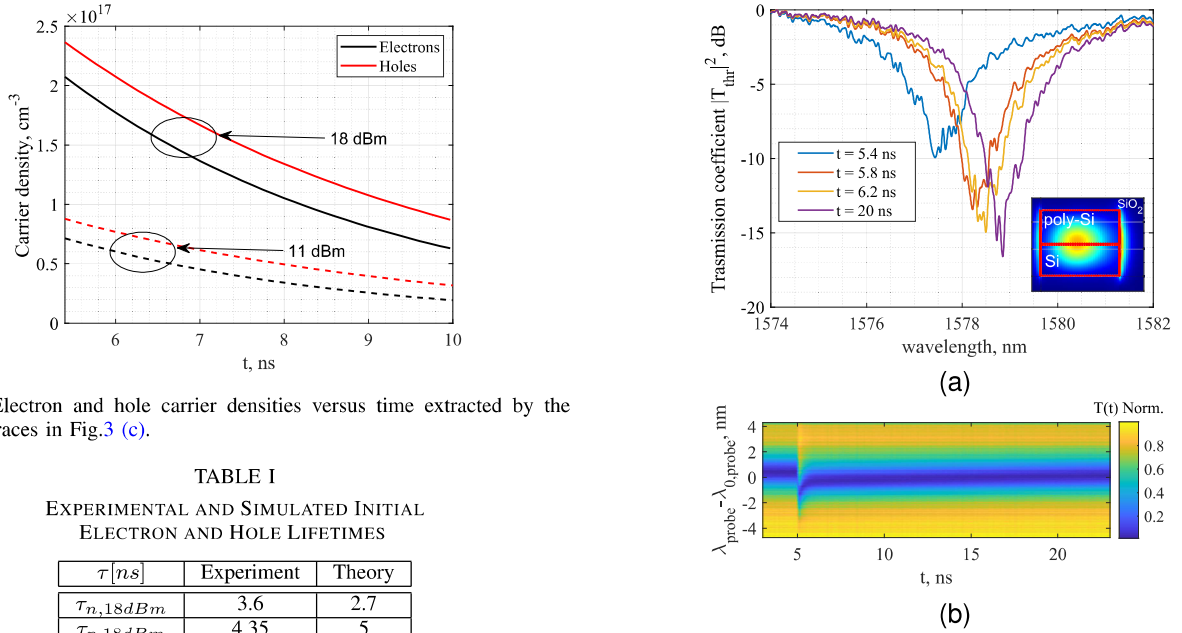 ×10^17
2.5
2
1.5
1
0.5
0
Carrier density, cm^-3
Electrons
Holes
18 dBm
11 dBm
6 7 8 9 10
t, ns
Electron and hole carrier densities versus time extracted by the
races in Fig.3 (c).
TABLE I
EXPERIMENTAL AND SIMULATED INITIAL
ELECTRON AND HOLE LIFETIMES
τ[ns] Experiment Theory
τ_n,18dBm 3.6 2.7
4.35 5
0
-5
-10
-15
-20
Trasmission coefficient |T_thr|^2, dB
t = 5.4 ns
t = 5.8 ns
t = 6.2 ns
t = 20 ns
SiO_2
poly-Si
Si
1574 1576 1578 1580 1582
wavelength, nm
(a)
T(t) Norm.
4
2
0
-2
-4
λ_probe-λ_0,probe, nm
0.8
0.6
0.4
0.2
5 10 15 20
t, ns
(b)